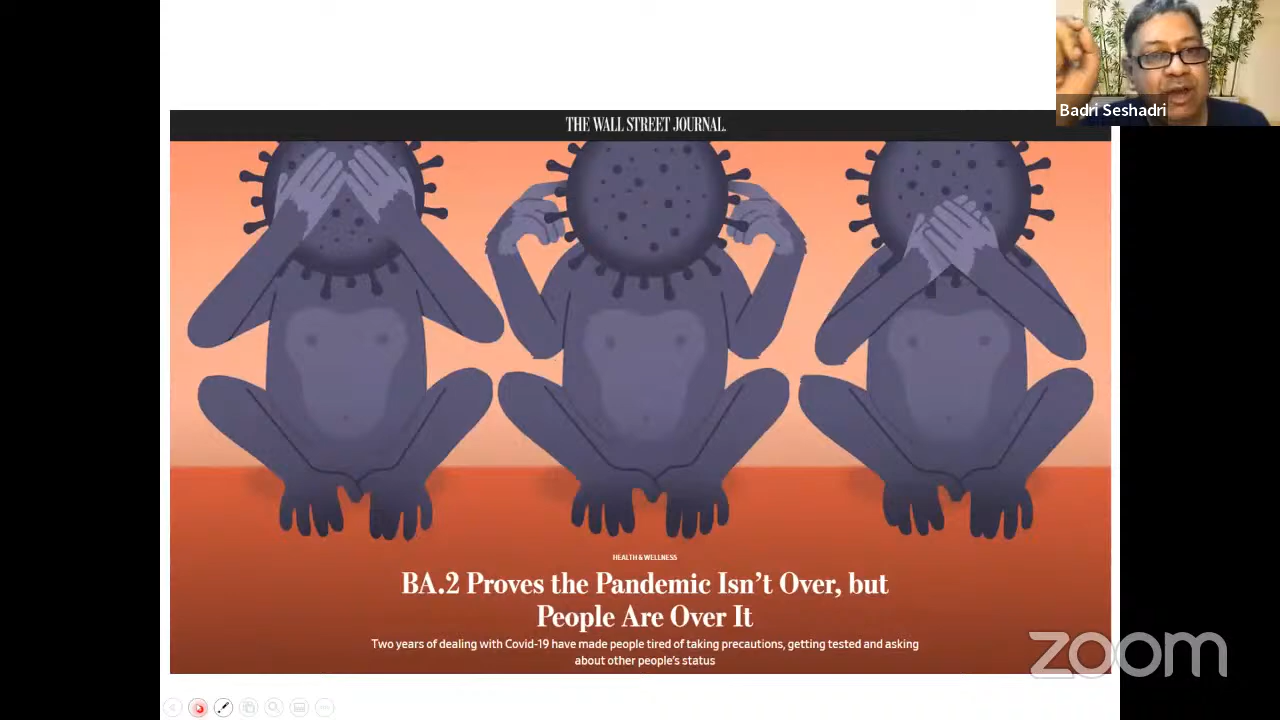 Badri Seshadri
THE WALL STREET JOURNAL.
HEALTH & WELLNESS
BA.2 Proves the Pandemic Isn’t Over, but
People Are Over It
Two years of dealing with Covid-19 have made people tired of taking precautions, getting tested and asking
about other people’s status
zoom